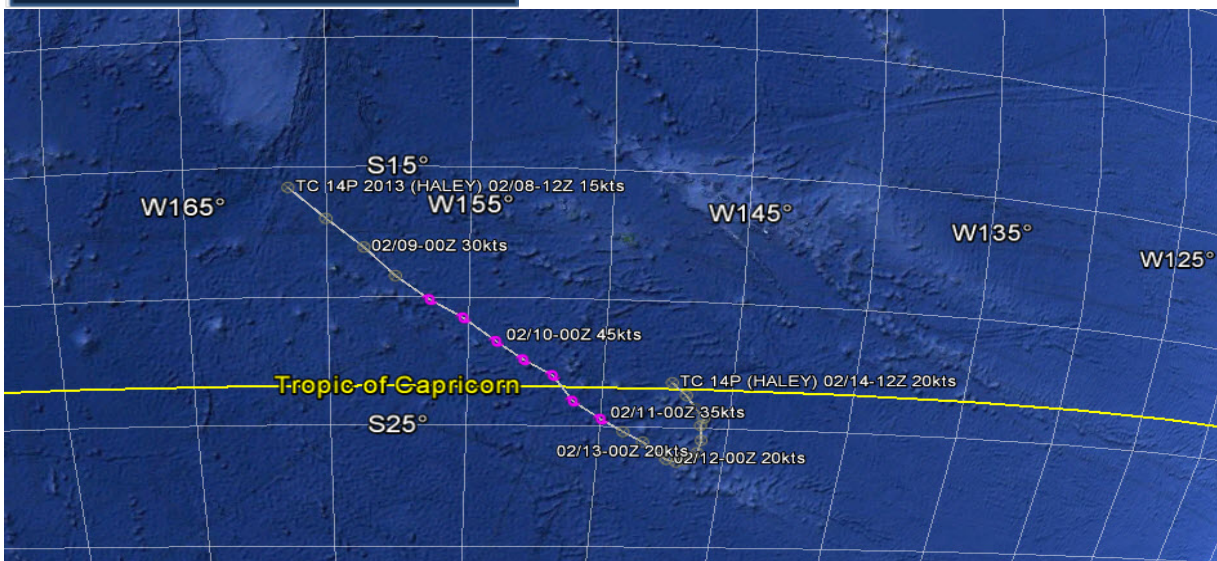 S15°
TC 14P 2013 (HALEY) 02/08-12Z 15kts
W165°
W155°
W145°
W135°
W125°
02/09-00Z 30kts
02/10-00Z 45kts
Tropic of Capricorn
TC 14P (HALEY) 02/14-12Z 20kts
S25°
02/11-00Z 35kts
02/13-00Z 20kts
02/12-00Z 20kts